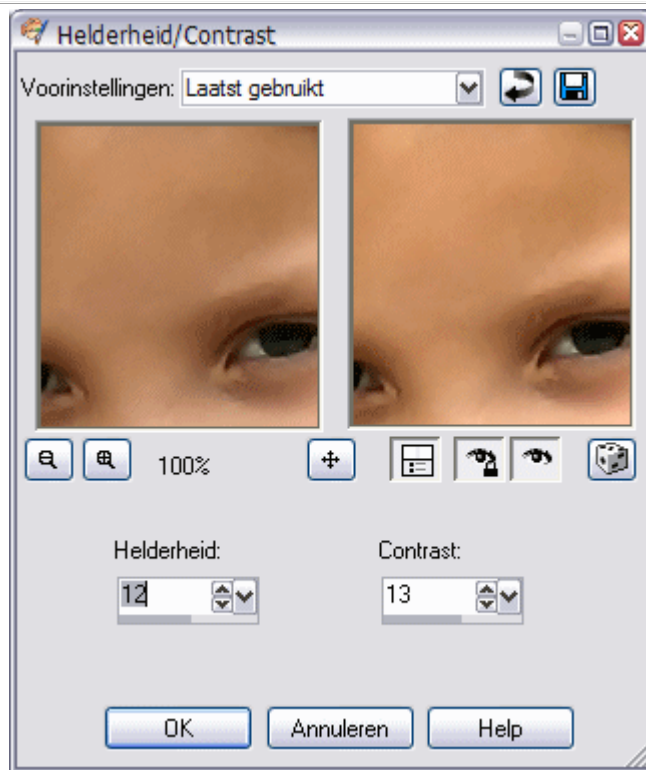 Helderheid/Contrast
Voorinstellingen: Laatst gebruikt
100%
Helderheid: Contrast:
12 13
OK Annuleren Help